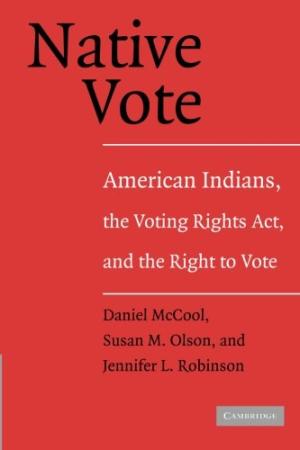 Native
Vote
American Indians,
the Voting Rights Act,
and the Right to Vote
Daniel McCool,
Susan M. Olson, and
Jennifer L. Robinson
CAMBRIDGE